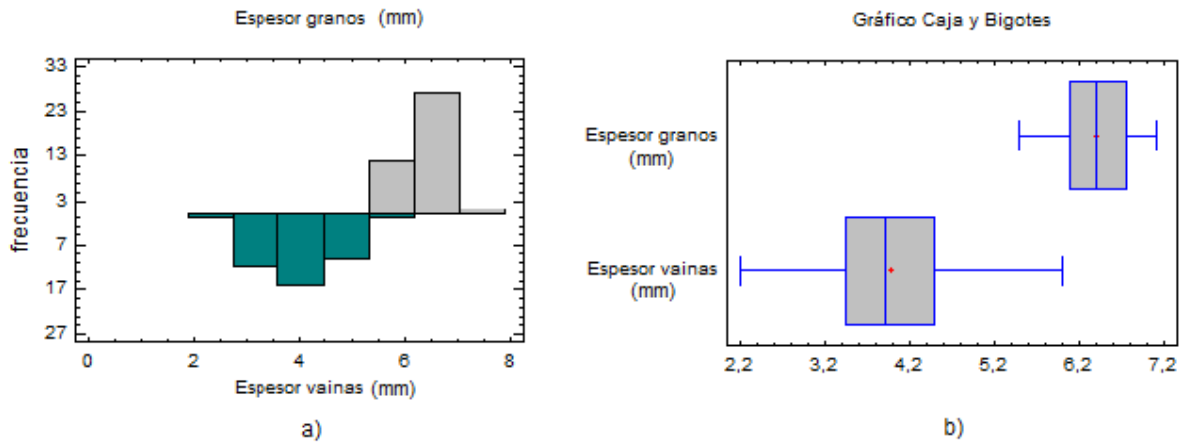 Espesor granos (mm)
33
23
13
3
7
17
27
frecuencia
0 2 4 6 8
Espesor vainas (mm)
a)
Gráfico Caja y Bigotes
Espesor granos
(mm)
Espesor vainas
(mm)
2,2 3,2 4,2 5,2 6,2 7,2
b)